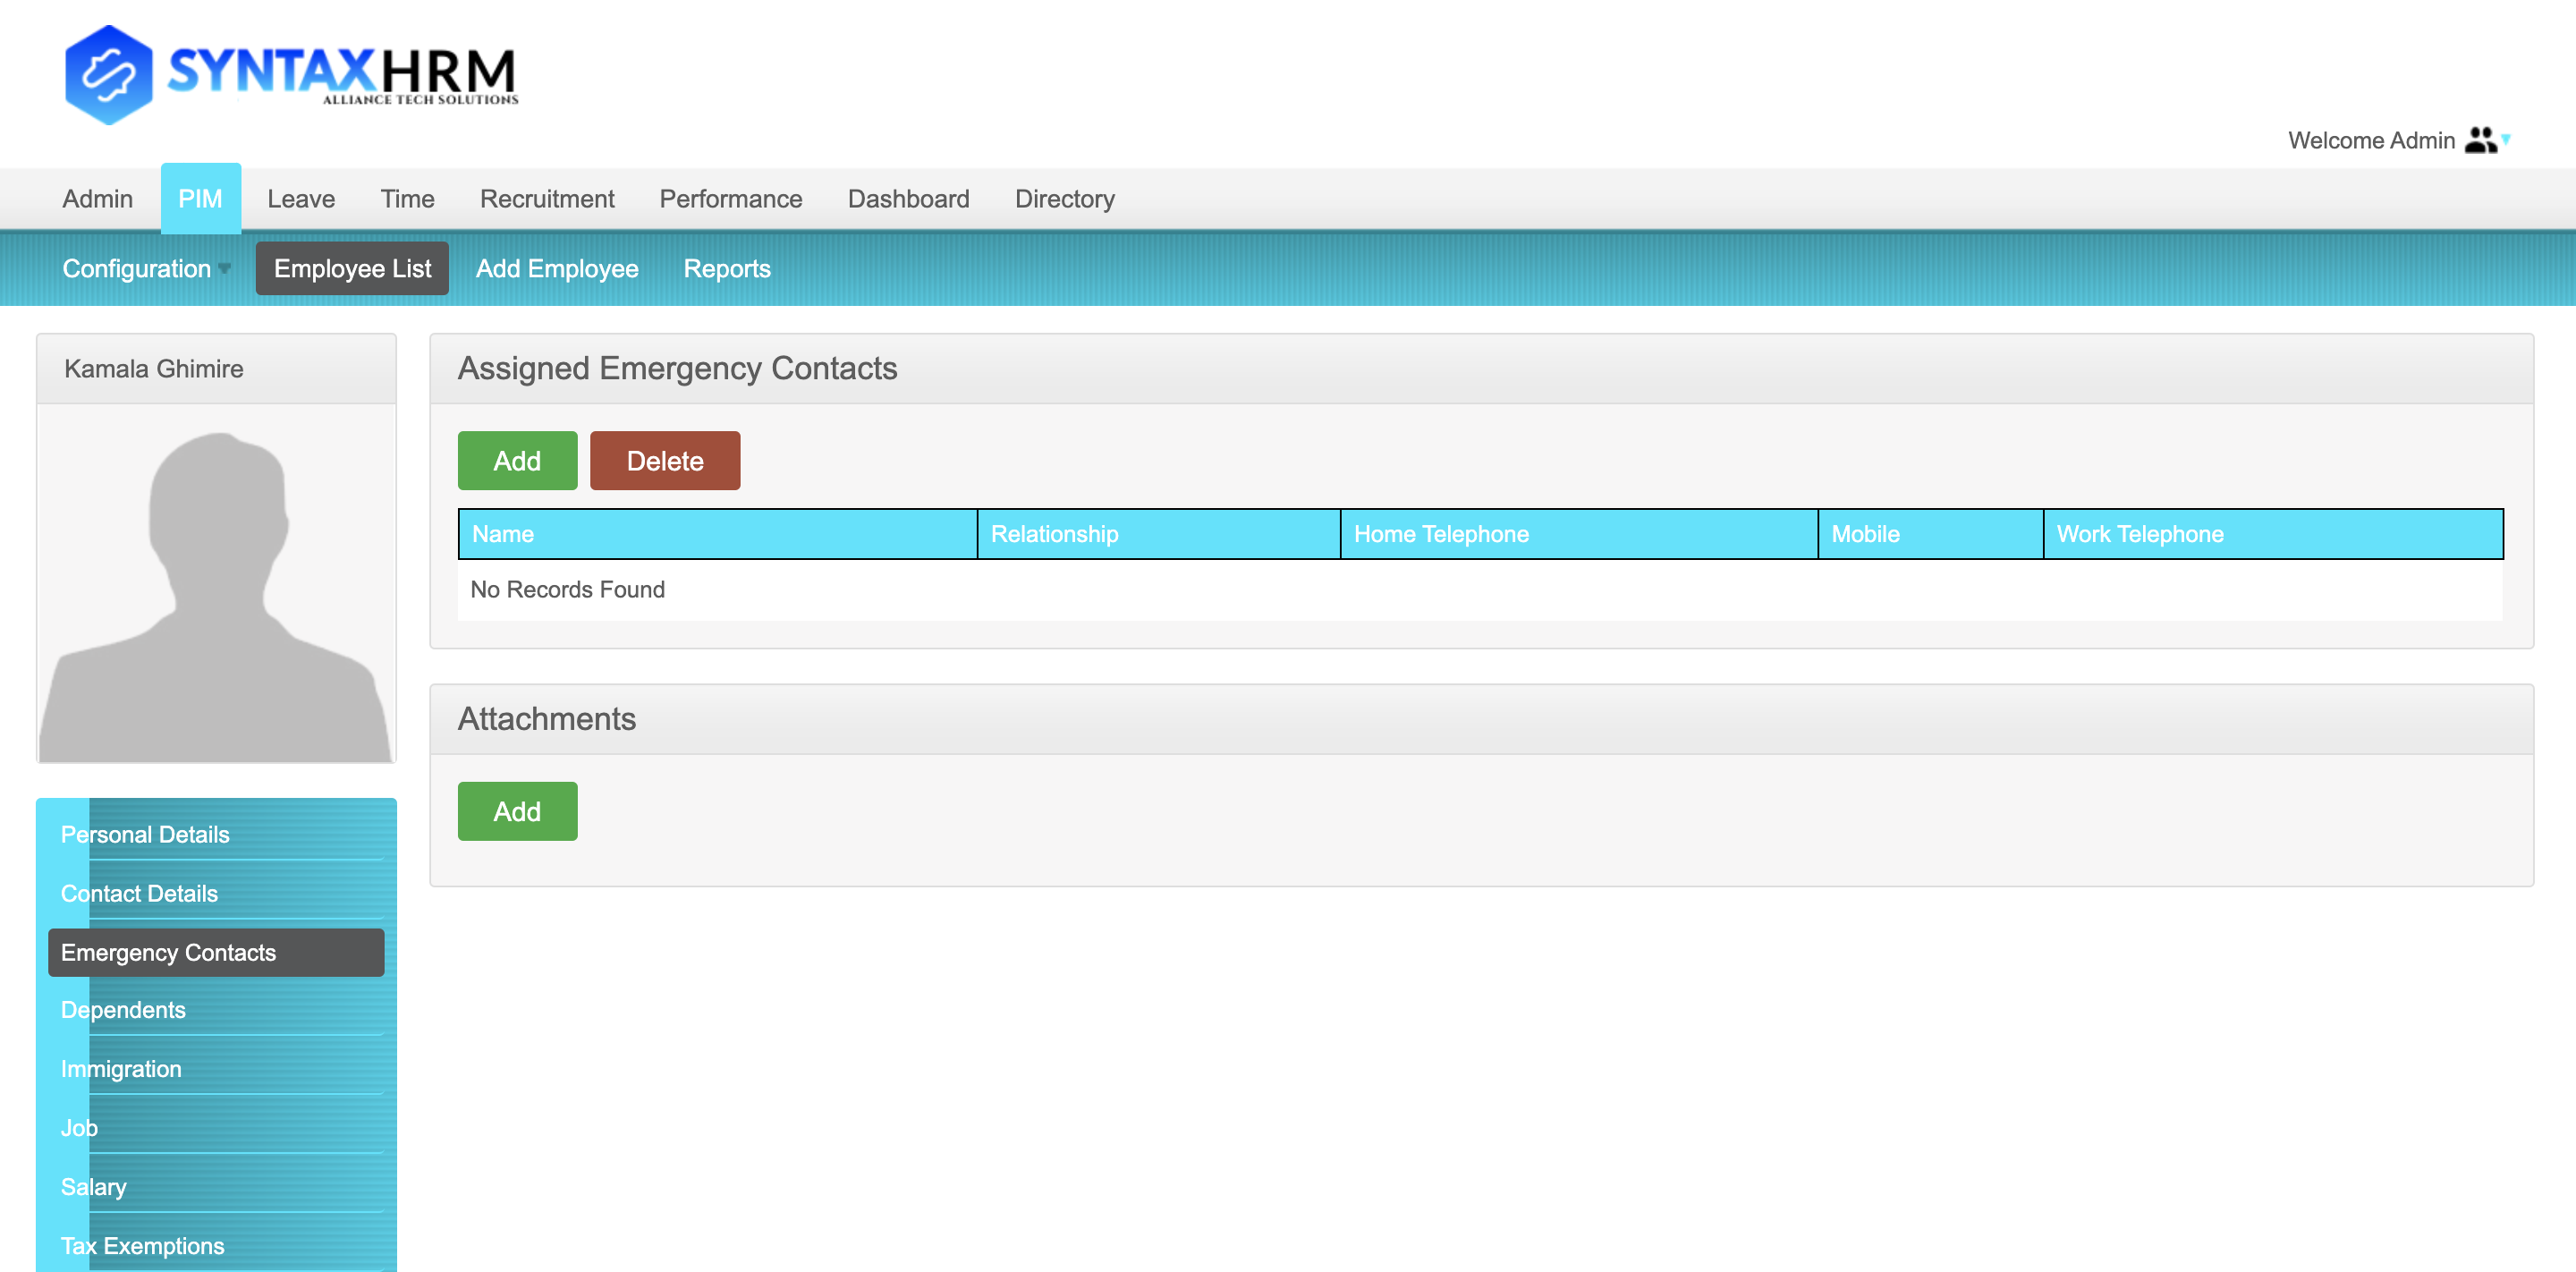 SYNTAXHRM
ALLIANCE TECH SOLUTIONS
Welcome Admin
Admin PIM Leave Time Recruitment Performance Dashboard Directory
Configuration Employee List Add Employee Reports
Kamala Ghimire
Assigned Emergency Contacts
Add Delete
Name Relationship Home Telephone Mobile Work Telephone
No Records Found
Attachments
Add
Personal Details
Contact Details
Emergency Contacts
Dependents
Immigration
Job
Salary
Tax Exemptions